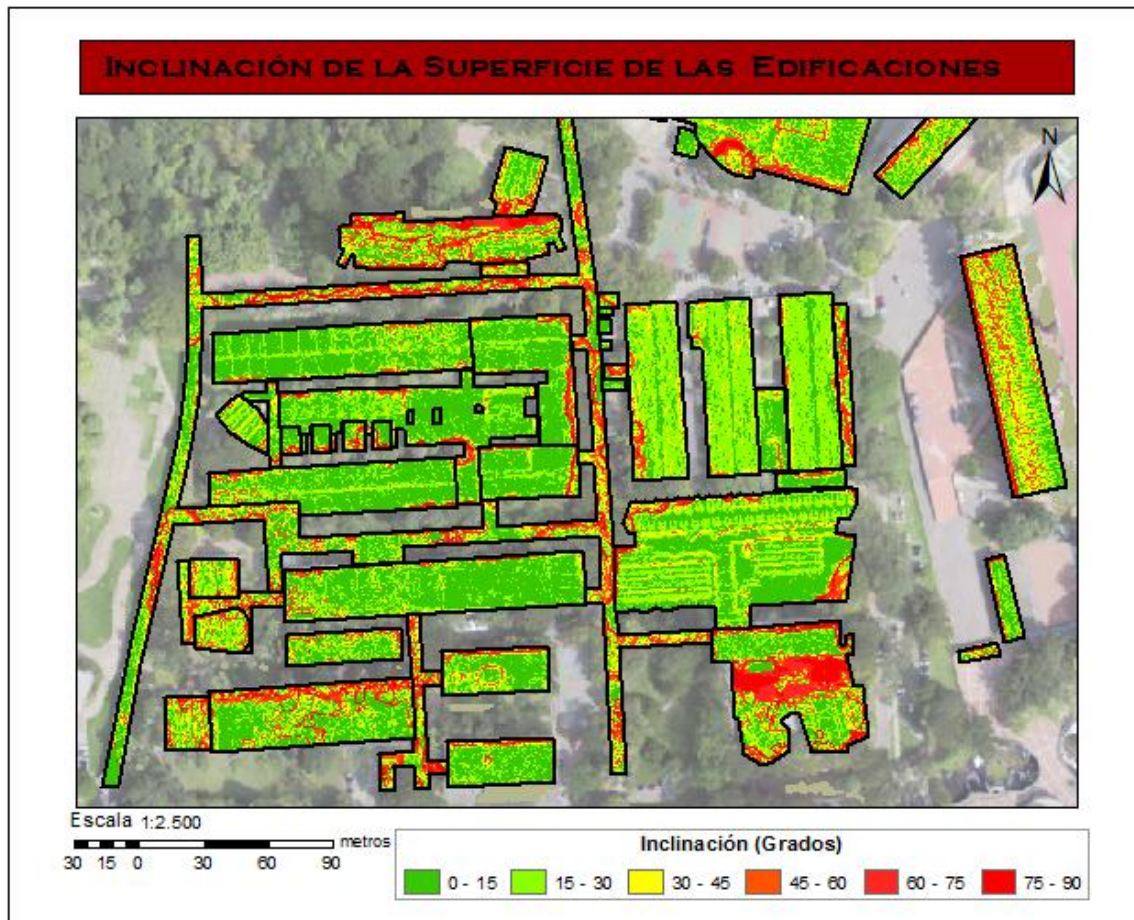 INCLINACIÓN DE LA SUPERFICIE DE LAS EDIFICACIONES
N
Escala 1:2.500
metros
30 15 0 30 60 90
Inclinación (Grados)
0 - 15 15 - 30 30 - 45 45 - 60 60 - 75 75 - 90